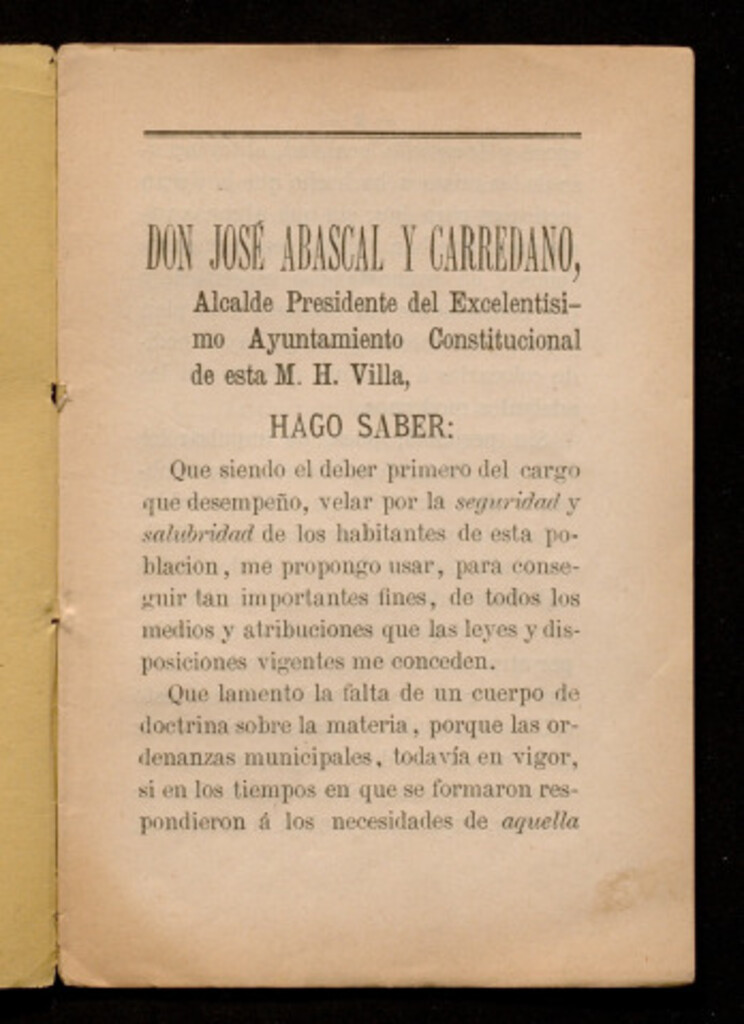 DON JOSÉ ABASCAL Y CARREDANO,
Alcalde Presidente del Excelentísi-
mo Ayuntamiento Constitucional
de esta M. H. Villa,
HAGO SABER:
Que siendo el deber primero del cargo
que desempeño, velar por la seguridad y
salubridad de los habitantes de esta po-
blacion, me propongo usar, para conse-
guir tan importantes fines, de todos los
medios y atribuciones que las leyes y dis-
posiciones vigentes me conceden.
Que lamento la falta de un cuerpo de
doctrina sobre la materia, porque las or-
denanzas municipales, todavía en vigor,
si en los tiempos en que se formaron res-
pondieron á los necesidades de aquella